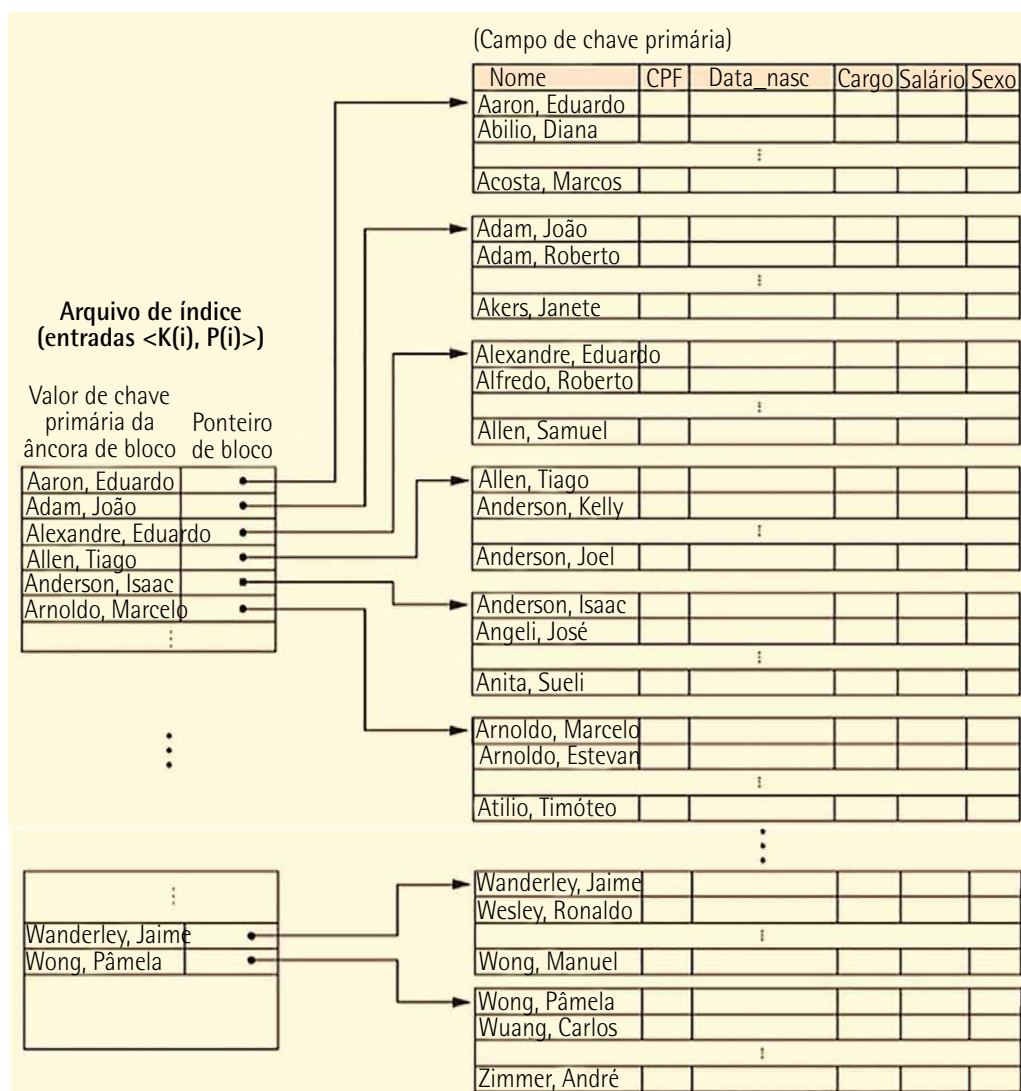 (Campo de chave primária)
Nome CPF Data_nasc Cargo Salário Sexo
Aaron, Eduardo
Abilio, Diana
Acosta, Marcos
Adam, João
Adam, Roberto
Akers, Janete
Alexandre, Eduardo
Alfredo, Roberto
Allen, Samuel
Allen, Tiago
Anderson, Kelly
Anderson, Joel
Anderson, Isaac
Angeli, José
Anita, Sueli
Arnoldo, Marcelo
Arnoldo, Estevan
Atilio, Timóteo
Wanderley, Jaime
Wesley, Ronaldo
Wong, Manuel
Wong, Pâmela
Wuang, Carlos
Zimmer, André
Arquivo de índice
(entradas <K(i), P(i)>)
Valor de chave
primária da
âncora de bloco
Ponteiro
de bloco
Aaron, Eduardo
Adam, João
Alexandre, Eduardo
Allen, Tiago
Anderson, Isaac
Arnoldo, Marcelo
Wanderley, Jaime
Wong, Pâmela